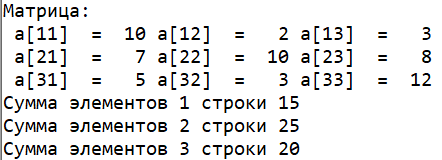 Матрица:
a[11] = 10 a[12] = 2 a[13] = 3
a[21] = 7 a[22] = 10 a[23] = 8
a[31] = 5 a[32] = 3 a[33] = 12
Сумма элементов 1 строки 15
Сумма элементов 2 строки 25
Сумма элементов 3 строки 20